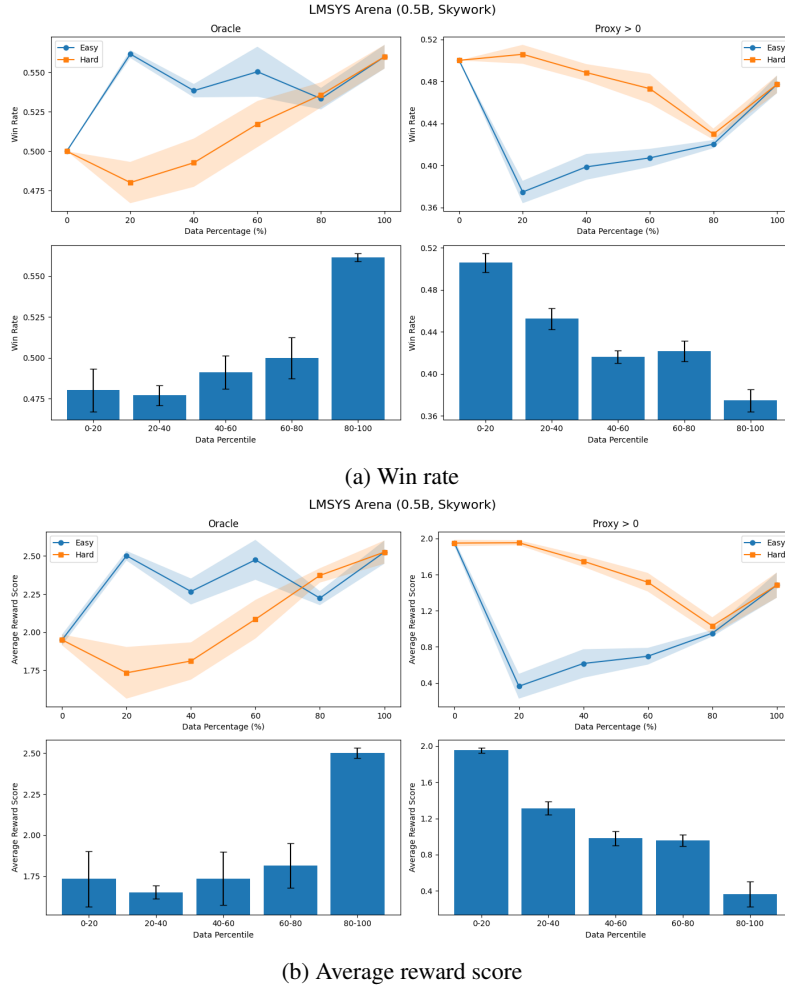 LMSYS Arena (0.5B, Skywork)
Oracle
Proxy > 0
Easy
Hard
Easy
Hard
Win Rate
0.550
0.525
0.500
0.475
0 20 40 60 80 100
Data Percentage (%)
Win Rate
0.52
0.48
0.44
0.40
0.36
0 20 40 60 80 100
Data Percentage (%)
Win Rate
0.550
0.525
0.500
0.475
0-20 20-40 40-60 60-80 80-100
Data Percentile
Win Rate
0.52
0.48
0.44
0.40
0.36
0-20 20-40 40-60 60-80 80-100
Data Percentile
(a) Win rate
LMSYS Arena (0.5B, Skywork)
Oracle
Proxy > 0
Easy
Hard
Easy
Hard
Average Reward Score
2.50
2.25
2.00
1.75
0 20 40 60 80 100
Data Percentage (%)
Average Reward Score
2.0
1.6
1.2
0.8
0.4
0 20 40 60 80 100
Data Percentage (%)
Average Reward Score
2.50
2.25
2.00
1.75
0-20 20-40 40-60 60-80 80-100
Data Percentile
Average Reward Score
2.0
1.6
1.2
0.8
0.4
0-20 20-40 40-60 60-80 80-100
Data Percentile
(b) Average reward score